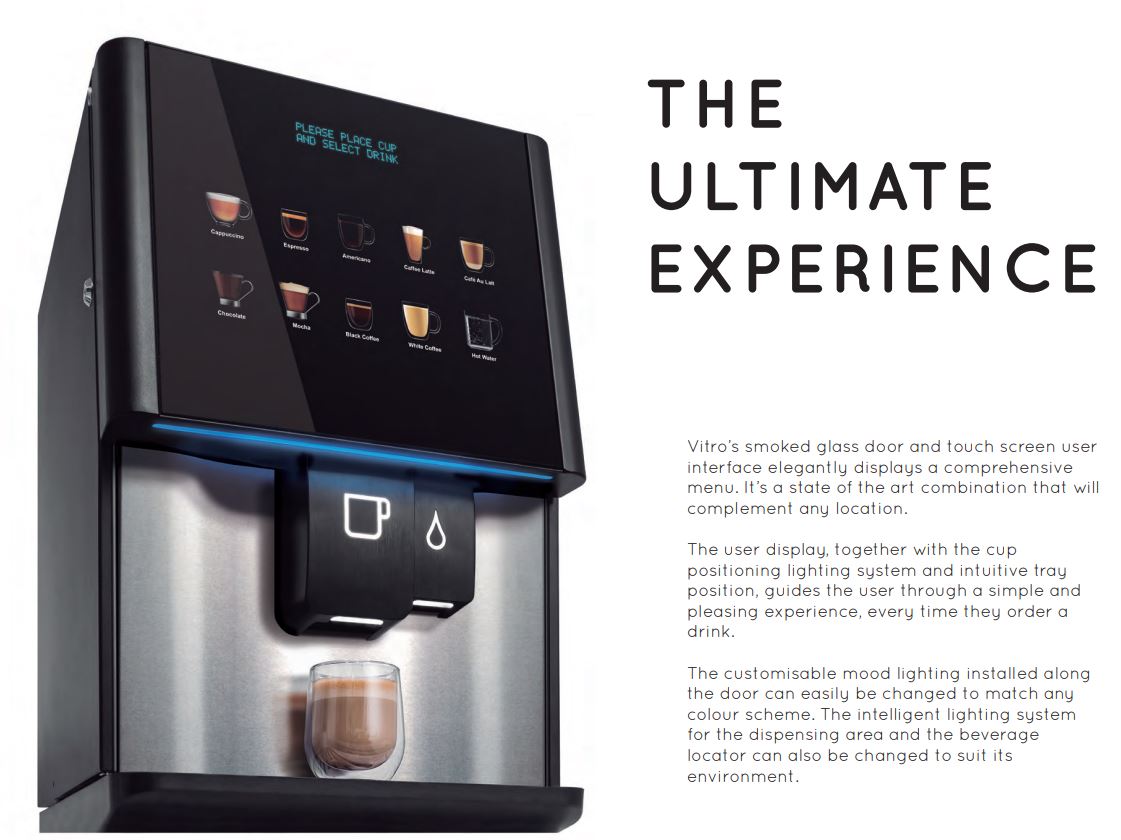 PLEASE PLACE CUP
AND SELECT DRINK
Cappuccino
Espresso
Americano
Caffee Latte
Café Au Lait
Chocolate
Mocha
Black Coffee
White Coffee
Hot Water
THE
ULTIMATE
EXPERIENCE
Vitro's smoked glass door and touch screen user
interface elegantly displays a comprehensive
menu. It's a state of the art combination that will
complement any location.
The user display, together with the cup
positioning lighting system and intuitive tray
position, guides the user through a simple and
pleasing experience, every time they order a
drink.
The customisable mood lighting installed along
the door can easily be changed to match any
colour scheme. The intelligent lighting system
for the dispensing area and the beverage
locator can also be changed to suit its
environment.